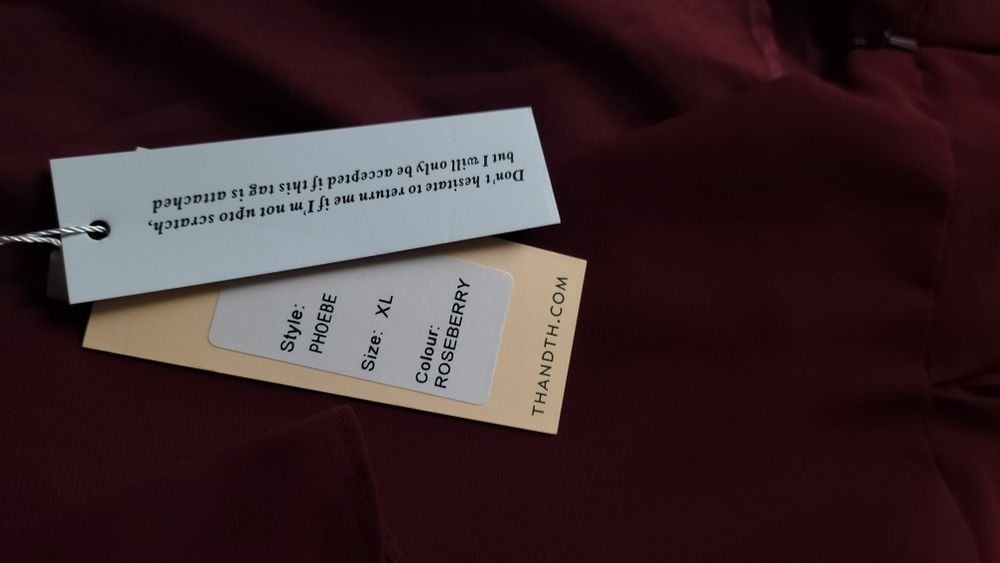 Don't hesitate to return me if I'm not upto scratch,
but I will only be accepted if this tag is attached
Style:
PHOEBE
Size: XL
Colour:
ROSEBERRY
THANDTH.COM